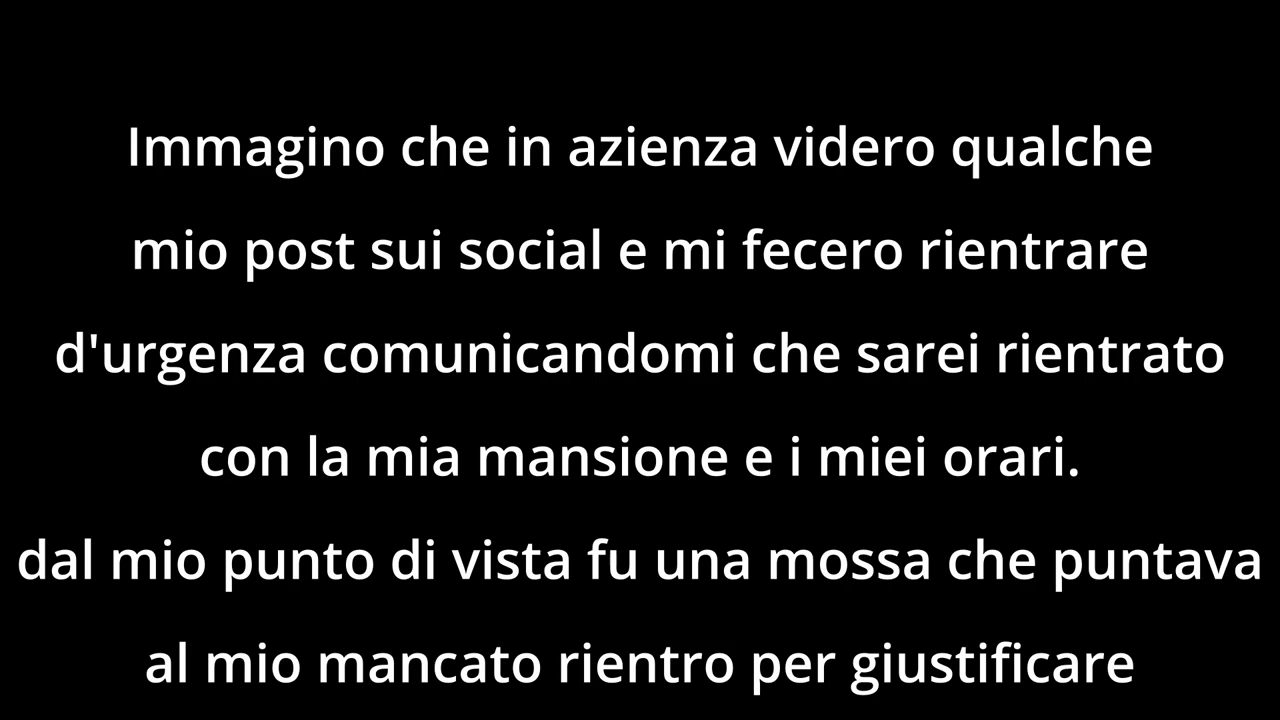 Immagino che in azienza videro qualche
mio post sui social e mi fecero rientrare
d'urgenza comunicandomi che sarei rientrato
con la mia mansione e i miei orari.
dal mio punto di vista fu una mossa che puntava
al mio mancato rientro per giustificare